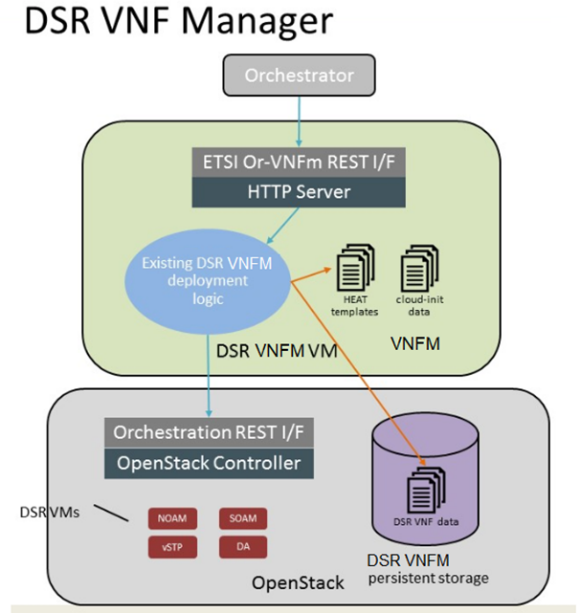 DSR VNF Manager
Orchestrator
ETSI Or-VNFm REST I/F
HTTP Server
Existing DSR VNFM
deployment
logic
HEAT
templates
cloud-init
data
DSR VNFM VM
VNFM
Orchestration REST I/F
OpenStack Controller
DSR VMs
NOAM
SOAM
vSTP
DA
DSR VNF data
DSR VNFM
persistent storage
OpenStack